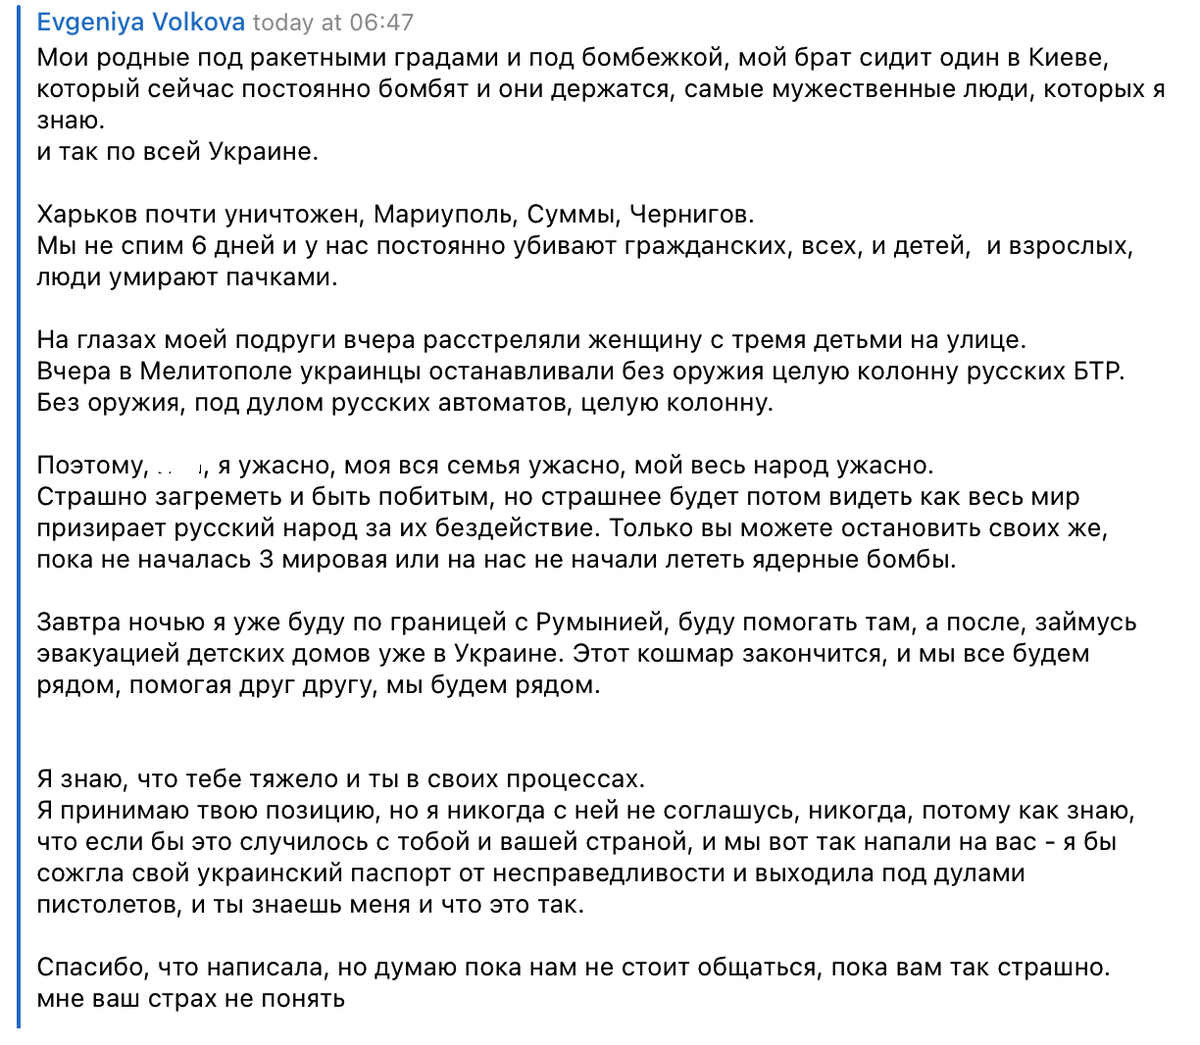 Evgeniya Volkova today at 06:47
Мои родные под ракетными градами и под бомбежкой, мой брат сидит один в Киеве,
который сейчас постоянно бомбят и они держатся, самые мужественные люди, которых я
знаю.
и так по всей Украине.
Харьков почти уничтожен, Мариуполь, Суммы, Чернигов.
Мы не спим 6 дней и у нас постоянно убивают гражданских, всех, и детей,  и взрослых,
люди умирают пачками.
На глазах моей подруги вчера расстреляли женщину с тремя детьми на улице.
Вчера в Мелитополе украинцы останавливали без оружия целую колонну русских БТР.
Без оружия, под дулом русских автоматов, целую колонну.
Поэтому, , я ужасно, моя вся семья ужасно, мой весь народ ужасно.
Страшно загреметь и быть побитым, но страшнее будет потом видеть как весь мир
призирает русский народ за их бездействие. Только вы можете остановить своих же,
пока не началась 3 мировая или на нас не начали лететь ядерные бомбы.
Завтра ночью я уже буду по границей с Румынией, буду помогать там, а после, займусь
эвакуацией детских домов уже в Украине. Этот кошмар закончится, и мы все будем
рядом, помогая друг другу, мы будем рядом.
Я знаю, что тебе тяжело и ты в своих процессах.
Я принимаю твою позицию, но я никогда с ней не соглашусь, никогда, потому как знаю,
что если бы это случилось с тобой и вашей страной, и мы вот так напали на вас - я бы
сожгла свой украинский паспорт от несправедливости и выходила под дулами
пистолетов, и ты знаешь меня и что это так.
Спасибо, что написала, но думаю пока нам не стоит общаться, пока вам так страшно.
мне ваш страх не понять